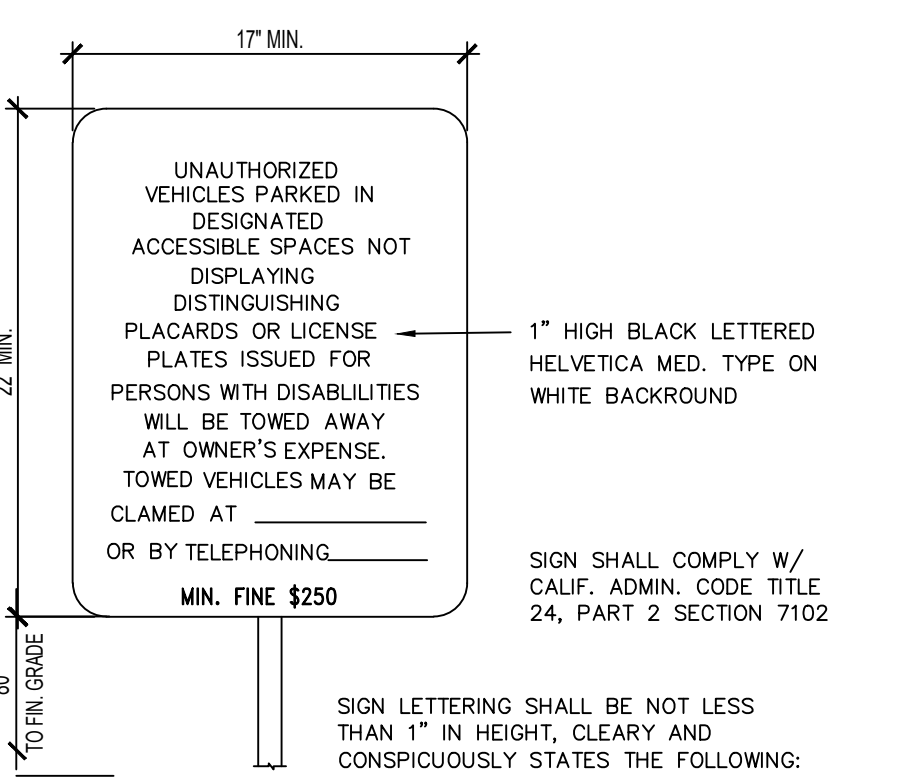 17" MIN.
UNAUTHORIZED
VEHICLES PARKED IN
DESIGNATED
ACCESSIBLE SPACES NOT
DISPLAYING
DISTINGUISHING
PLACARDS OR LICENSE
PLATES ISSUED FOR
PERSONS WITH DISABLILITIES
WILL BE TOWED AWAY
AT OWNER'S EXPENSE.
TOWED VEHICLES MAY BE
CLAMED AT
OR BY TELEPHONING
MIN. FINE $250
22" MIN.
TO FIN. GRADE
1” HIGH BLACK LETTERED
HELVETICA MED. TYPE ON
WHITE BACKROUND
SIGN SHALL COMPLY W/
CALIF. ADMIN. CODE TITLE
24, PART 2 SECTION 7102
SIGN LETTERING SHALL BE NOT LESS
THAN 1” IN HEIGHT, CLEARY AND
CONSPICUOUSLY STATES THE FOLLOWING: